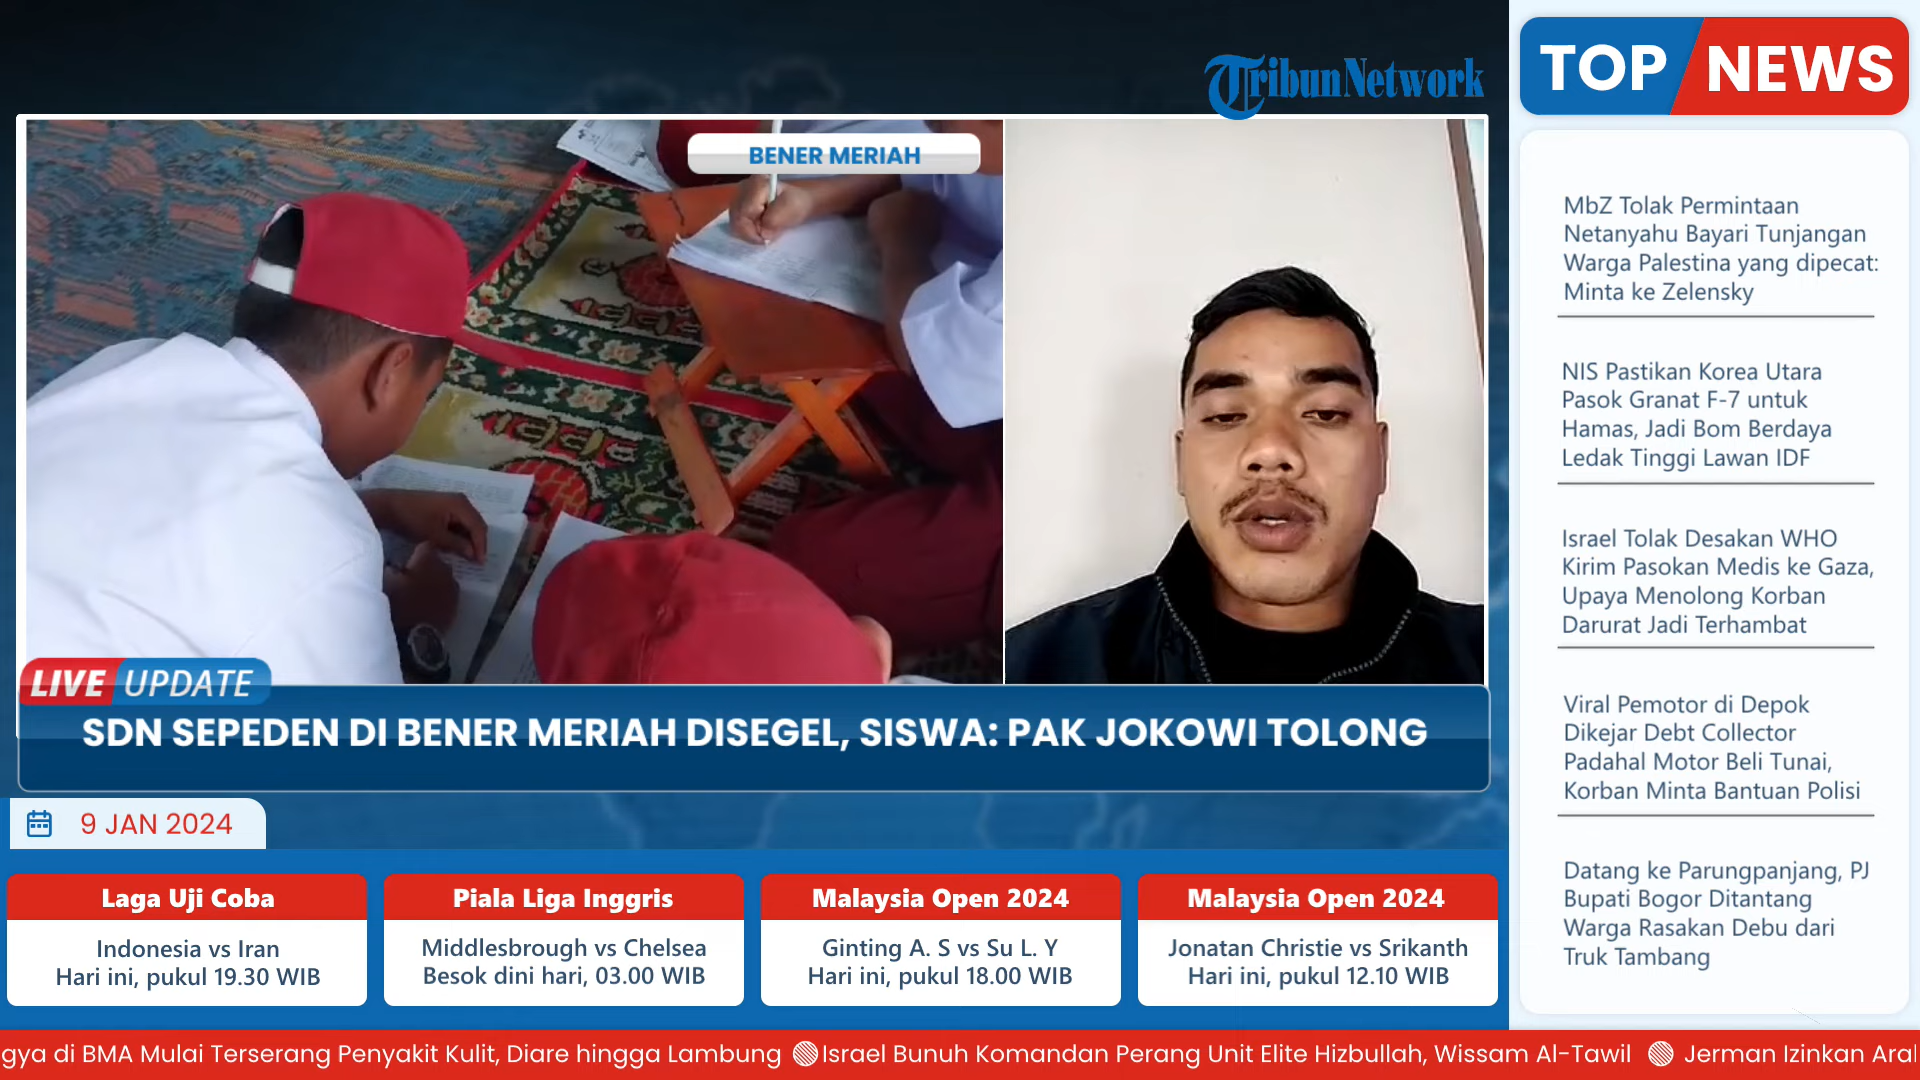 TribunNetwork
BENER MERIAH
LIVE UPDATE
SDN SEPEDEN DI BENER MERIAH DISEGEL, SISWA: PAK JOKOWI TOLONG
9 JAN 2024
Laga Uji Coba
Indonesia vs Iran
Hari ini, pukul 19.30 WIB
Piala Liga Inggris
Middlesbrough vs Chelsea
Besok dini hari, 03.00 WIB
Malaysia Open 2024
Ginting A. S vs Su L. Y
Hari ini, pukul 18.00 WIB
Malaysia Open 2024
Jonatan Christie vs Srikanth
Hari ini, pukul 12.10 WIB
TOP NEWS
MbZ Tolak Permintaan
Netanyahu Bayari Tunjangan
Warga Palestina yang dipecat:
Minta ke Zelensky
NIS Pastikan Korea Utara
Pasok Granat F-7 untuk
Hamas, Jadi Bom Berdaya
Ledak Tinggi Lawan IDF
Israel Tolak Desakan WHO
Kirim Pasokan Medis ke Gaza,
Upaya Menolong Korban
Darurat Jadi Terhambat
Viral Pemotor di Depok
Dikejar Debt Collector
Padahal Motor Beli Tunai,
Korban Minta Bantuan Polisi
Datang ke Parungpanjang, PJ
Bupati Bogor Ditantang
Warga Rasakan Debu dari
Truk Tambang
gya di BMA Mulai Terserang Penyakit Kulit, Diare hingga Lambung Israel Bunuh Komandan Perang Unit Elite Hizbullah, Wissam Al-Tawil Jerman Izinkan